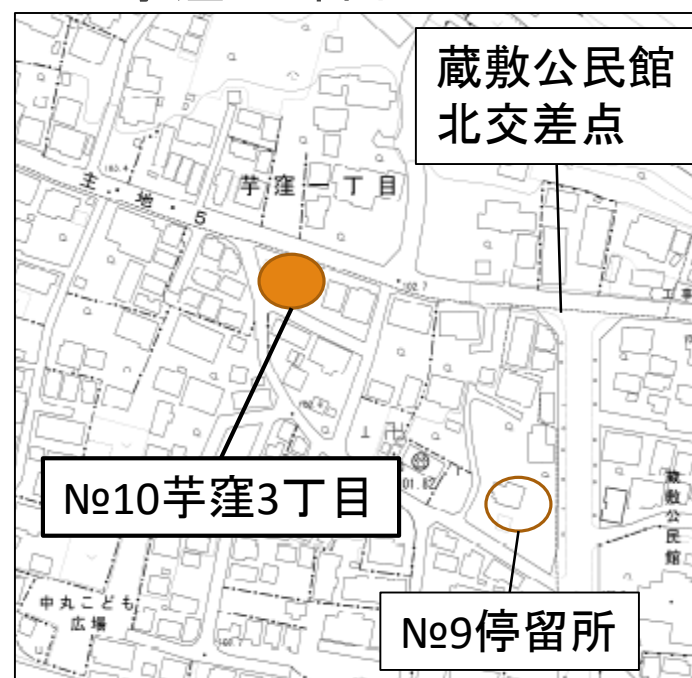 蔵敷公民館
北交差点
芋窪一丁目
主・地・5
102.7
№10芋窪3丁目
蔵敷公民館
中丸こども
広場
№9停留所